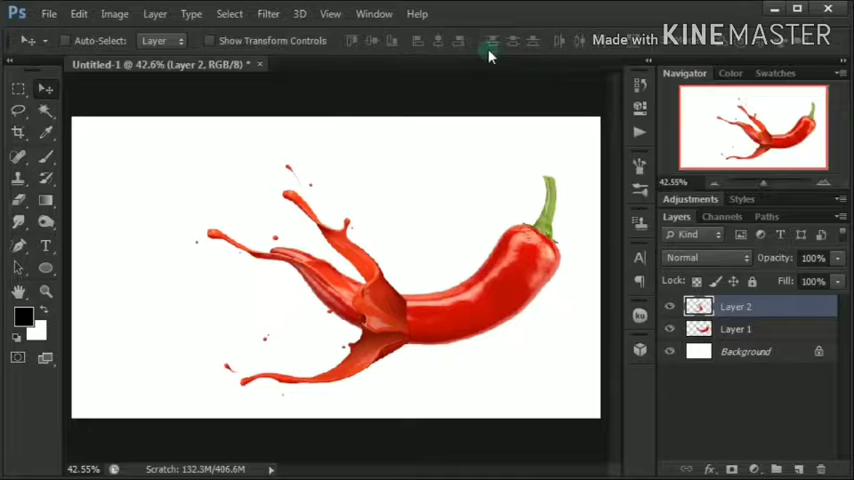 Ps File Edit Image Layer Type Select Filter 3D View Window Help
Auto-Select: Layer Show Transform Controls
Made with KINEMASTER
Untitled-1 @ 42.6% (Layer 2, RGB/8) * ×
Navigator Color Swatches
42.55%
Adjustments Styles
Layers Channels Paths
Kind
Normal Opacity: 100%
Lock: Fill: 100%
Layer 2
Layer 1
Background
T
A
ku
fx
42.55% Scratch: 132.3M/406.6M